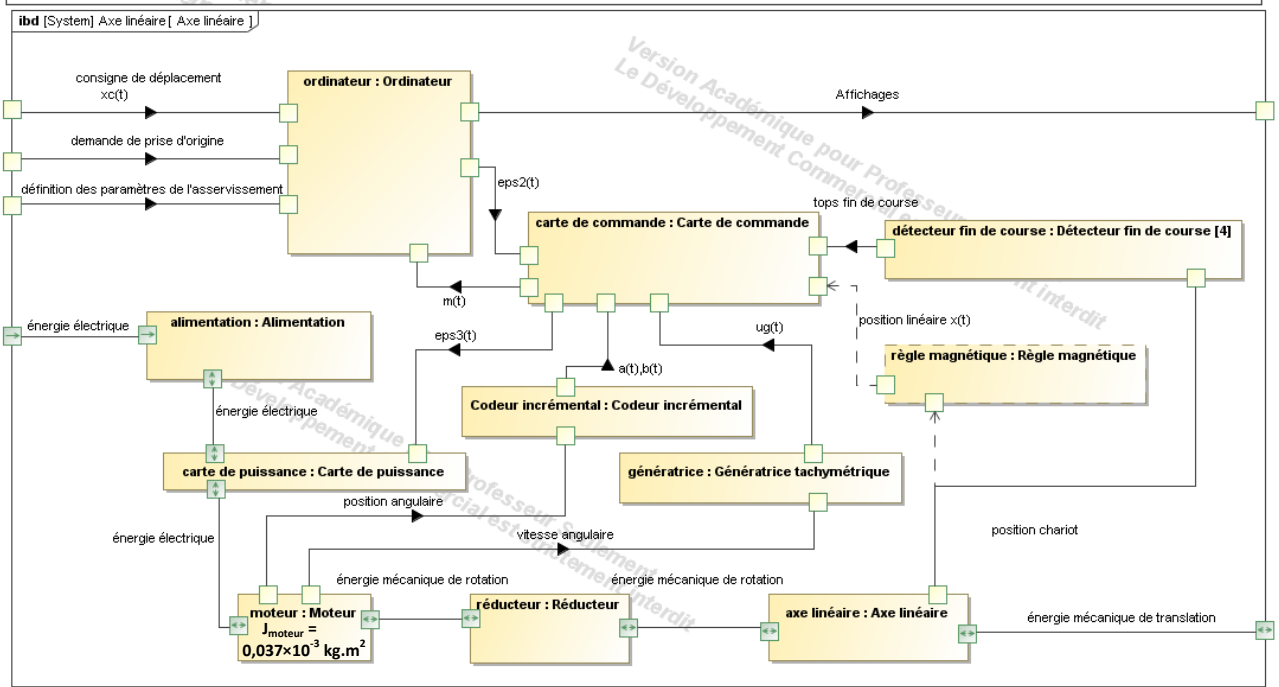 ibd [System] Axe linéaire [ Axe linéaire ]
consigne de déplacement
xc(t)
ordinateur : Ordinateur
Affichages
demande de prise d'origine
définition des paramètres de l'asservissement
eps2(t)
carte de commande : Carte de commande
tops fin de course
détecteur fin de course : Détecteur fin de course [4]
m(t)
énergie électrique
alimentation : Alimentation
eps3(t)
ug(t)
position linéaire x(t)
règle magnétique : Règle magnétique
a(t),b(t)
énergie électrique
Codeur incrémental : Codeur incrémental
carte de puissance : Carte de puissance
génératrice : Génératrice tachymétrique
position angulaire
vitesse angulaire
énergie électrique
position chariot
énergie mécanique de rotation
énergie mécanique de rotation
moteur : Moteur
Jmoteur =
0,037×10⁻³ kg.m²
réducteur : Réducteur
axe linéaire : Axe linéaire
énergie mécanique de translation
Version Académique pour Professeur
Le Développement Commercial